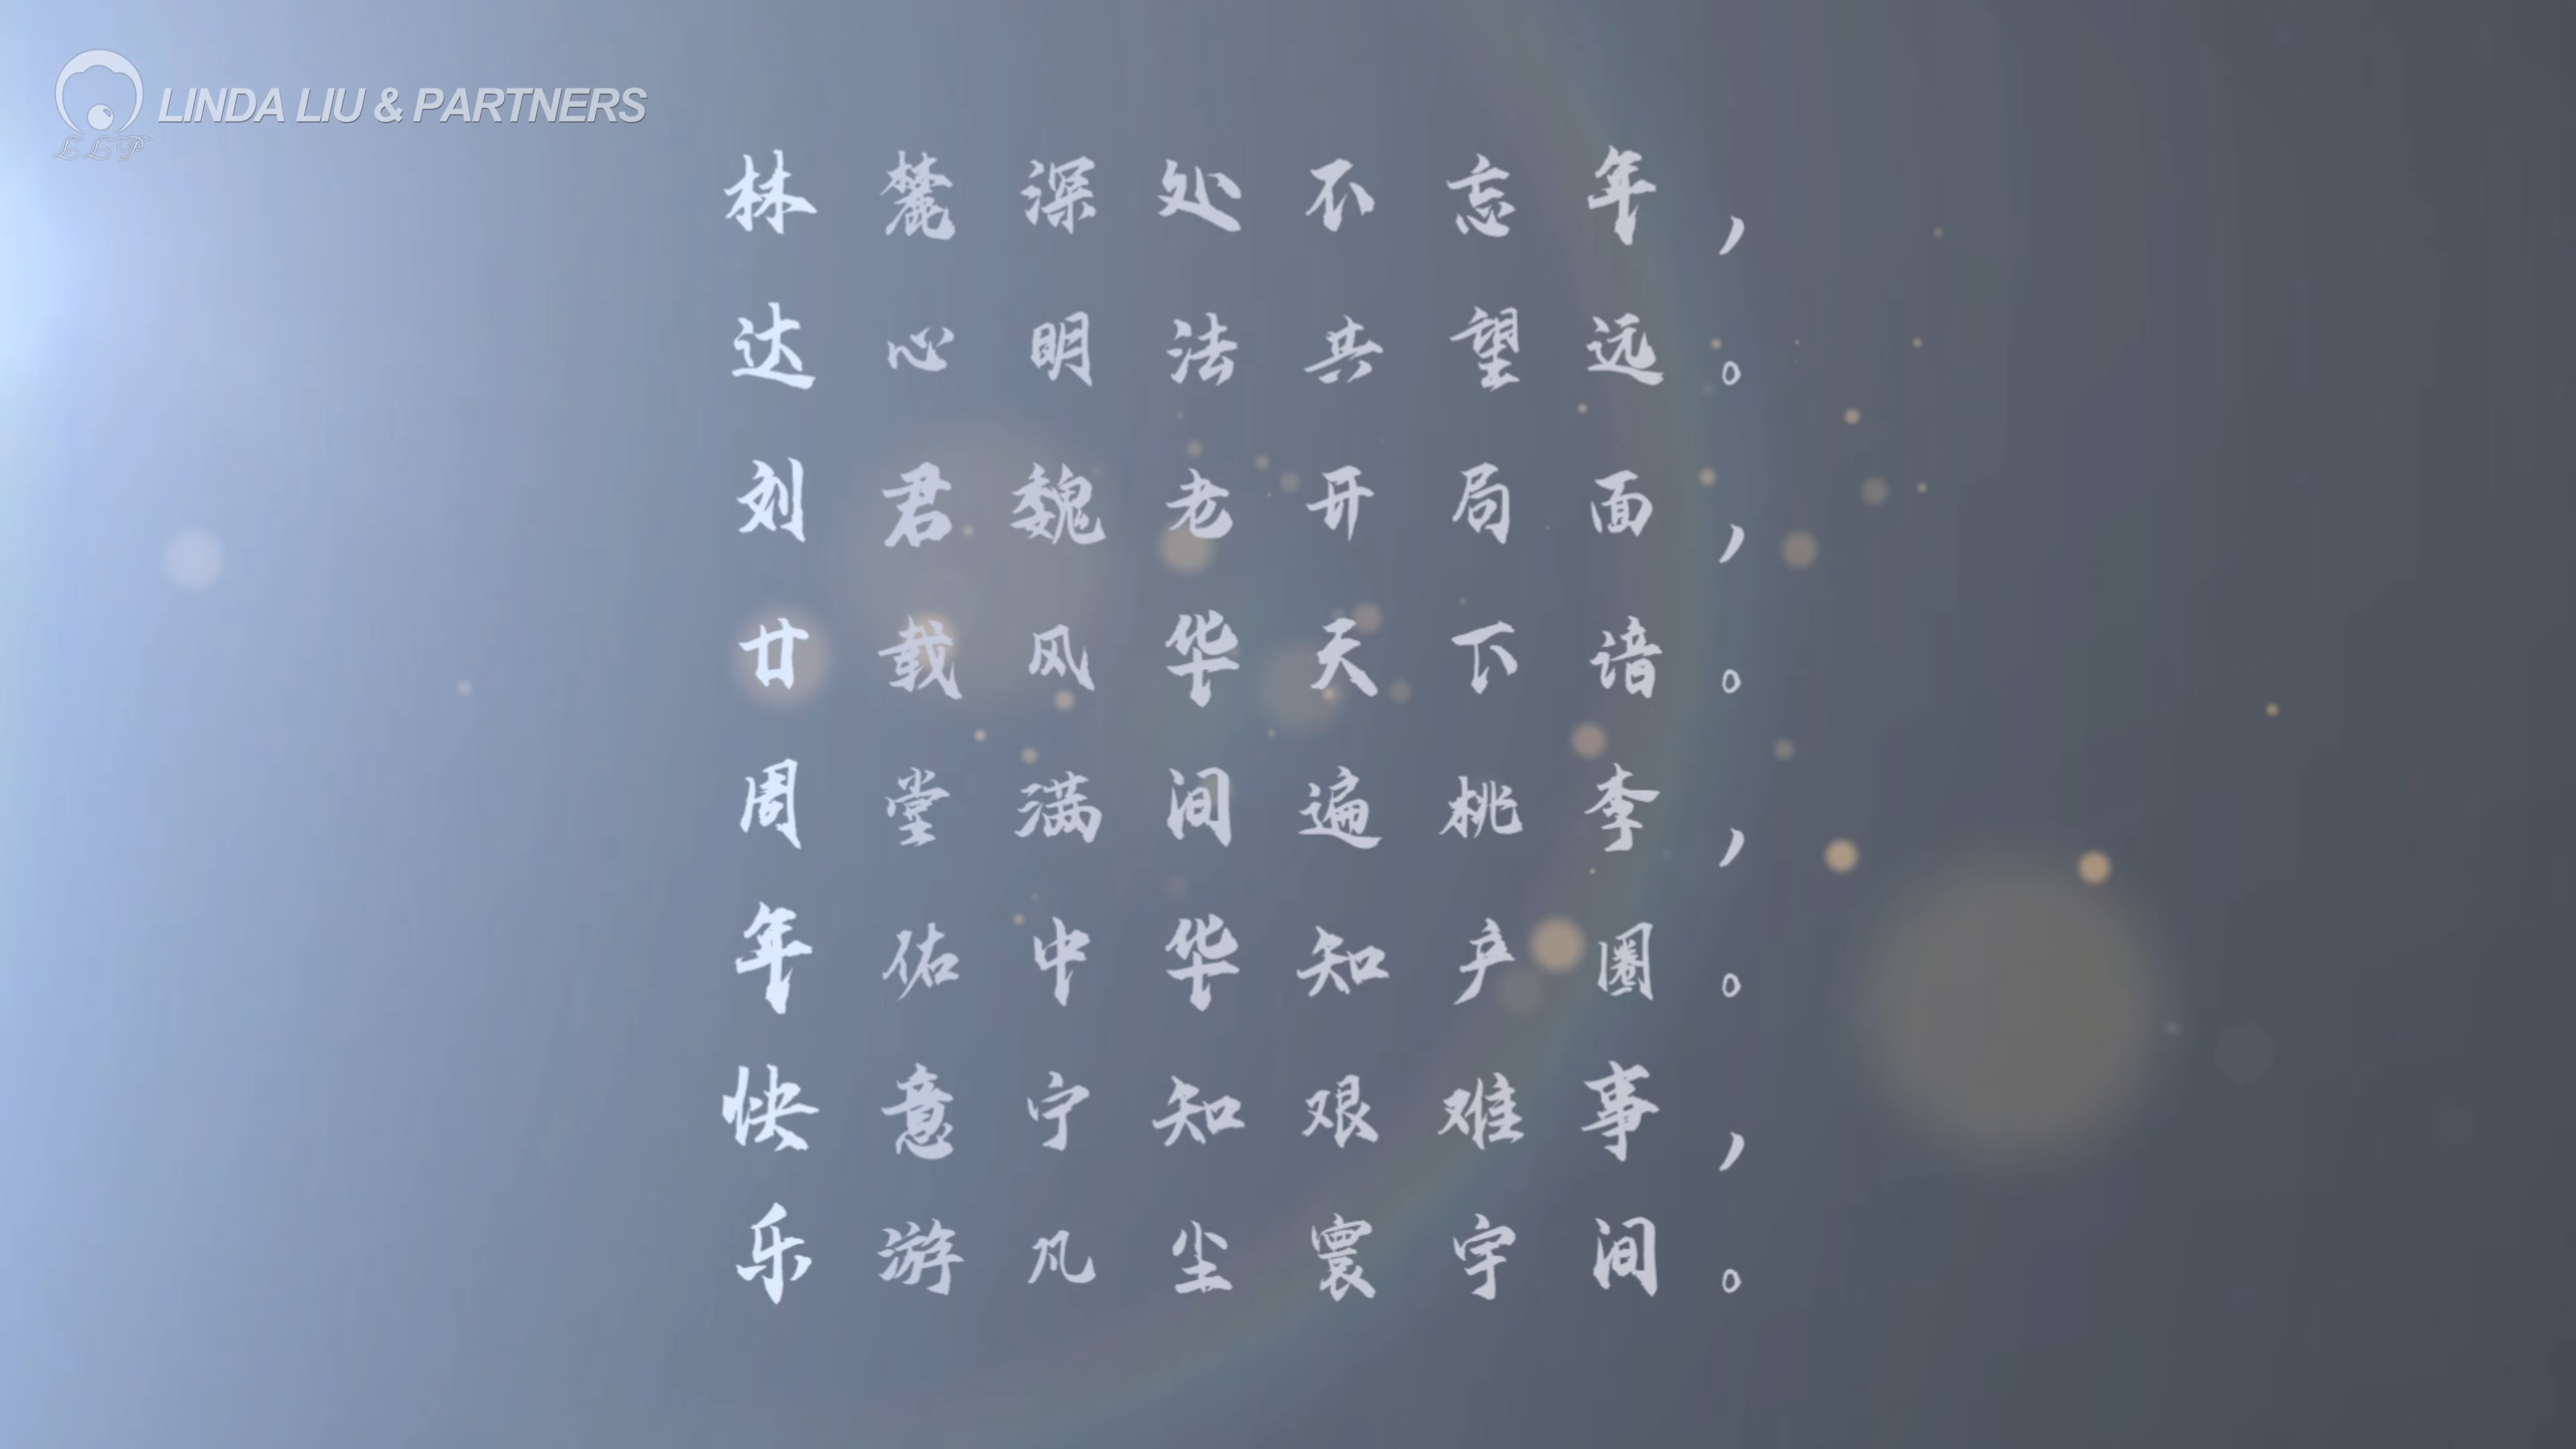 LINDA LIU & PARTNERS
LLP
林麓深处不忘年，
达心明法共望远。
刘君魏老开局面，
廿载风华天下谙。
周堂满间遍桃李，
年佑中华知产圈。
快意宁知艰难事，
乐游凡尘寰宇间。